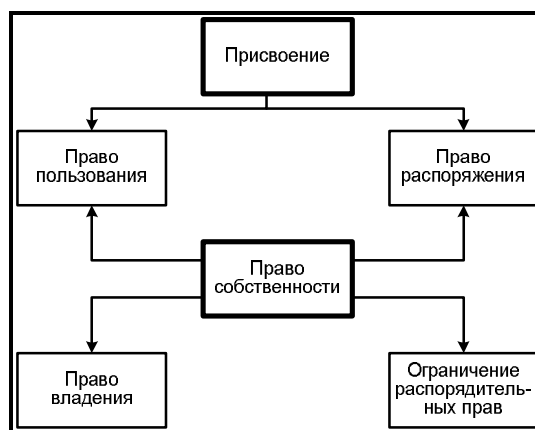 Присвоение
Право
пользования
Право
распоряжения
Право
собственности
Право
владения
Ограничение
распорядитель-
ных прав